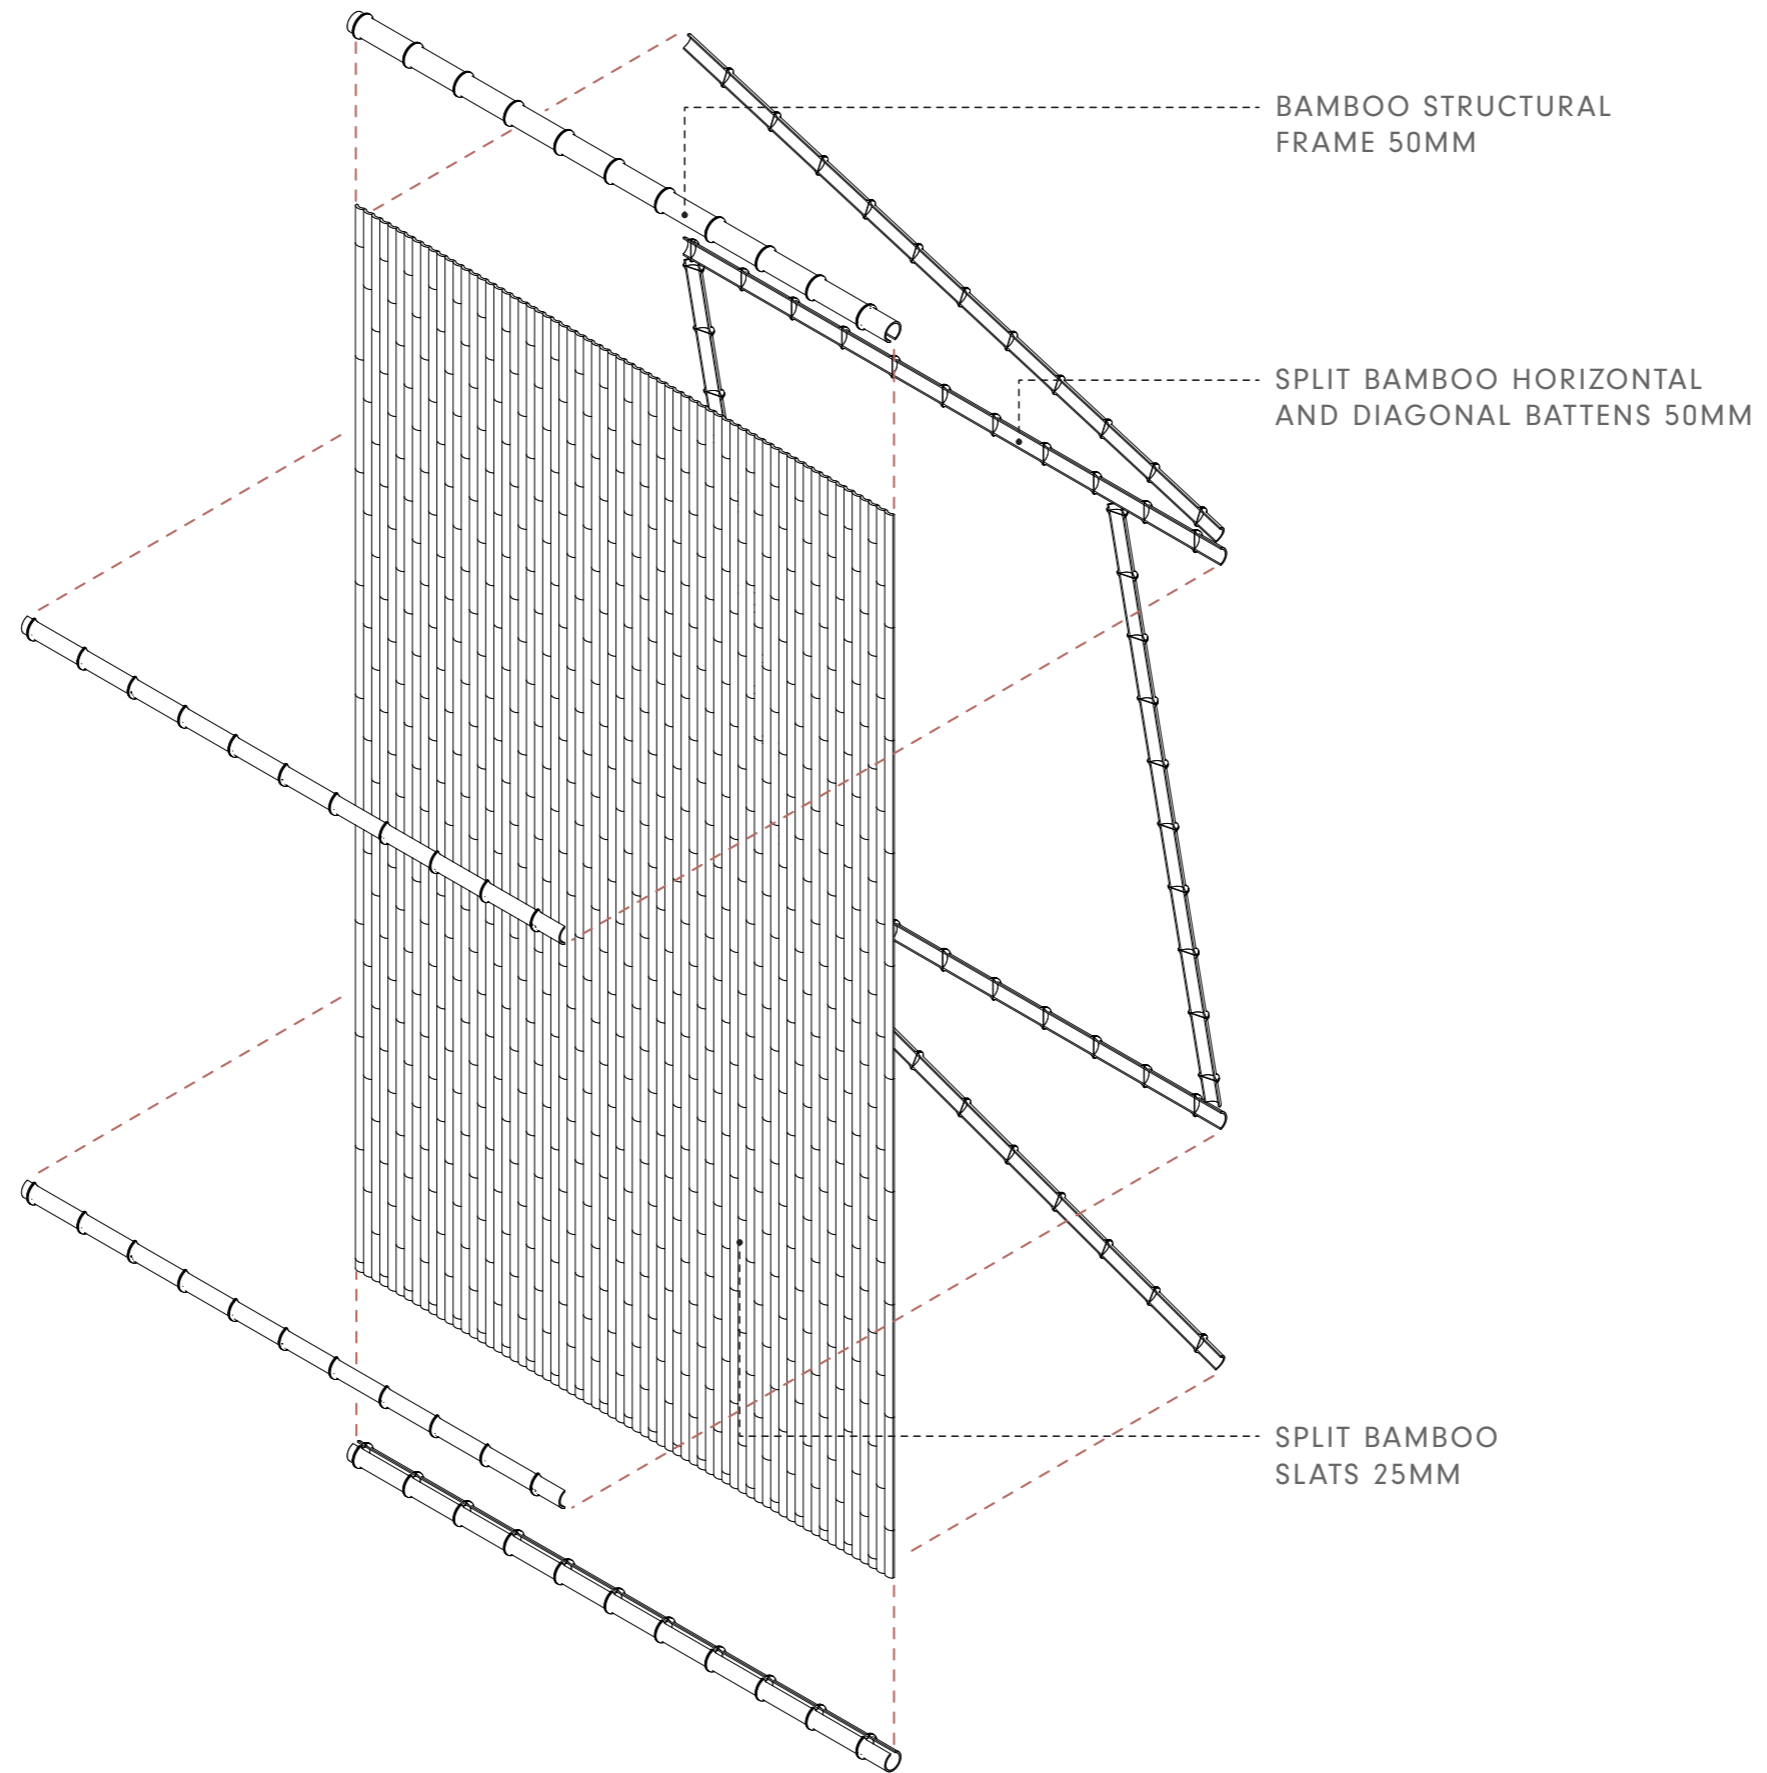 BAMBOO STRUCTURAL
FRAME 50MM
SPLIT BAMBOO HORIZONTAL
AND DIAGONAL BATTENS 50MM
SPLIT BAMBOO
SLATS 25MM